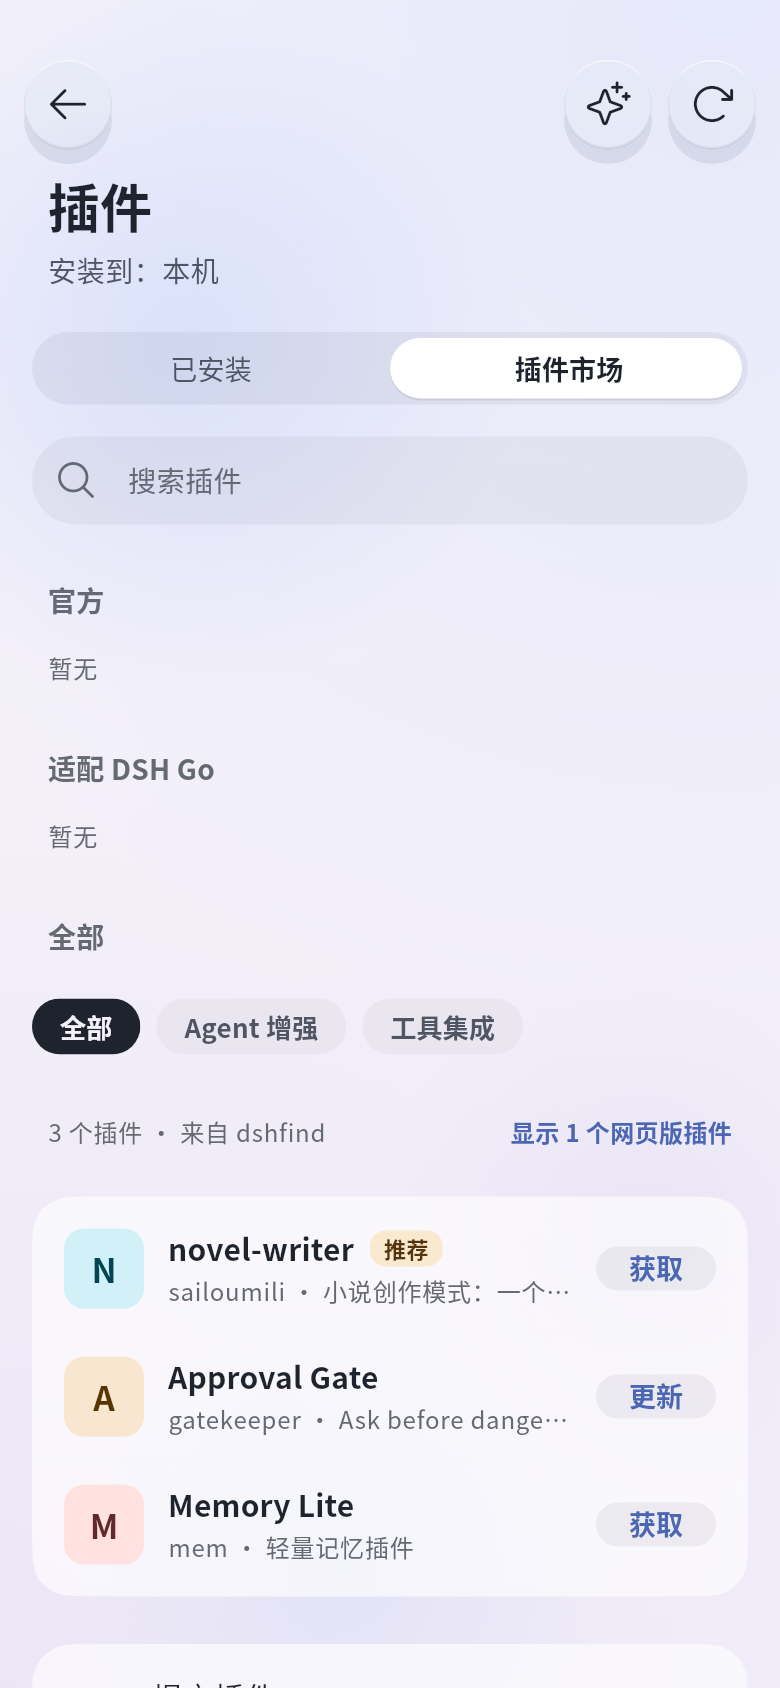 插件
安装到：本机
已安装
插件市场
搜索插件
官方
暂无
适配 DSH Go
暂无
全部
全部
Agent 增强
工具集成
3 个插件 · 来自 dshfind
显示 1 个网页版插件
N
novel-writer
推荐
sailoumili · 小说创作模式：一个…
获取
A
Approval Gate
gatekeeper · Ask before dange…
更新
M
Memory Lite
mem · 轻量记忆插件
获取